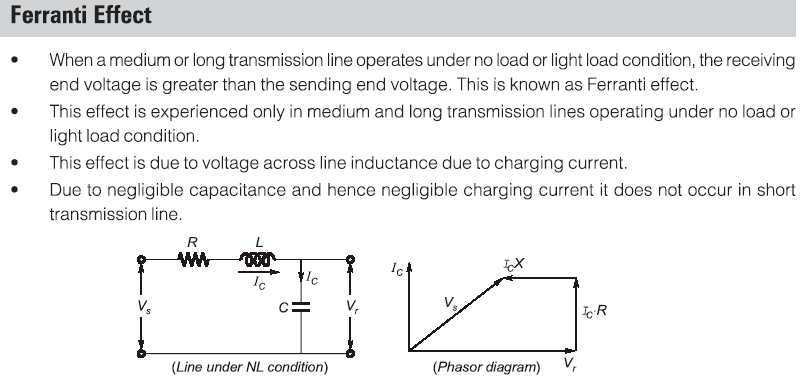 Ferranti Effect
• When a medium or long transmission line operates under no load or light load condition, the receiving
end voltage is greater than the sending end voltage. This is known as Ferranti effect.
• This effect is experienced only in medium and long transmission lines operating under no load or
light load condition.
• This effect is due to voltage across line inductance due to charging current.
• Due to negligible capacitance and hence negligible charging current it does not occur in short
transmission line.
R L
I_C I_C
V_s C V_r
(Line under NL condition)
I_C I_C X
V_s I_C·R
(Phasor diagram) V_r